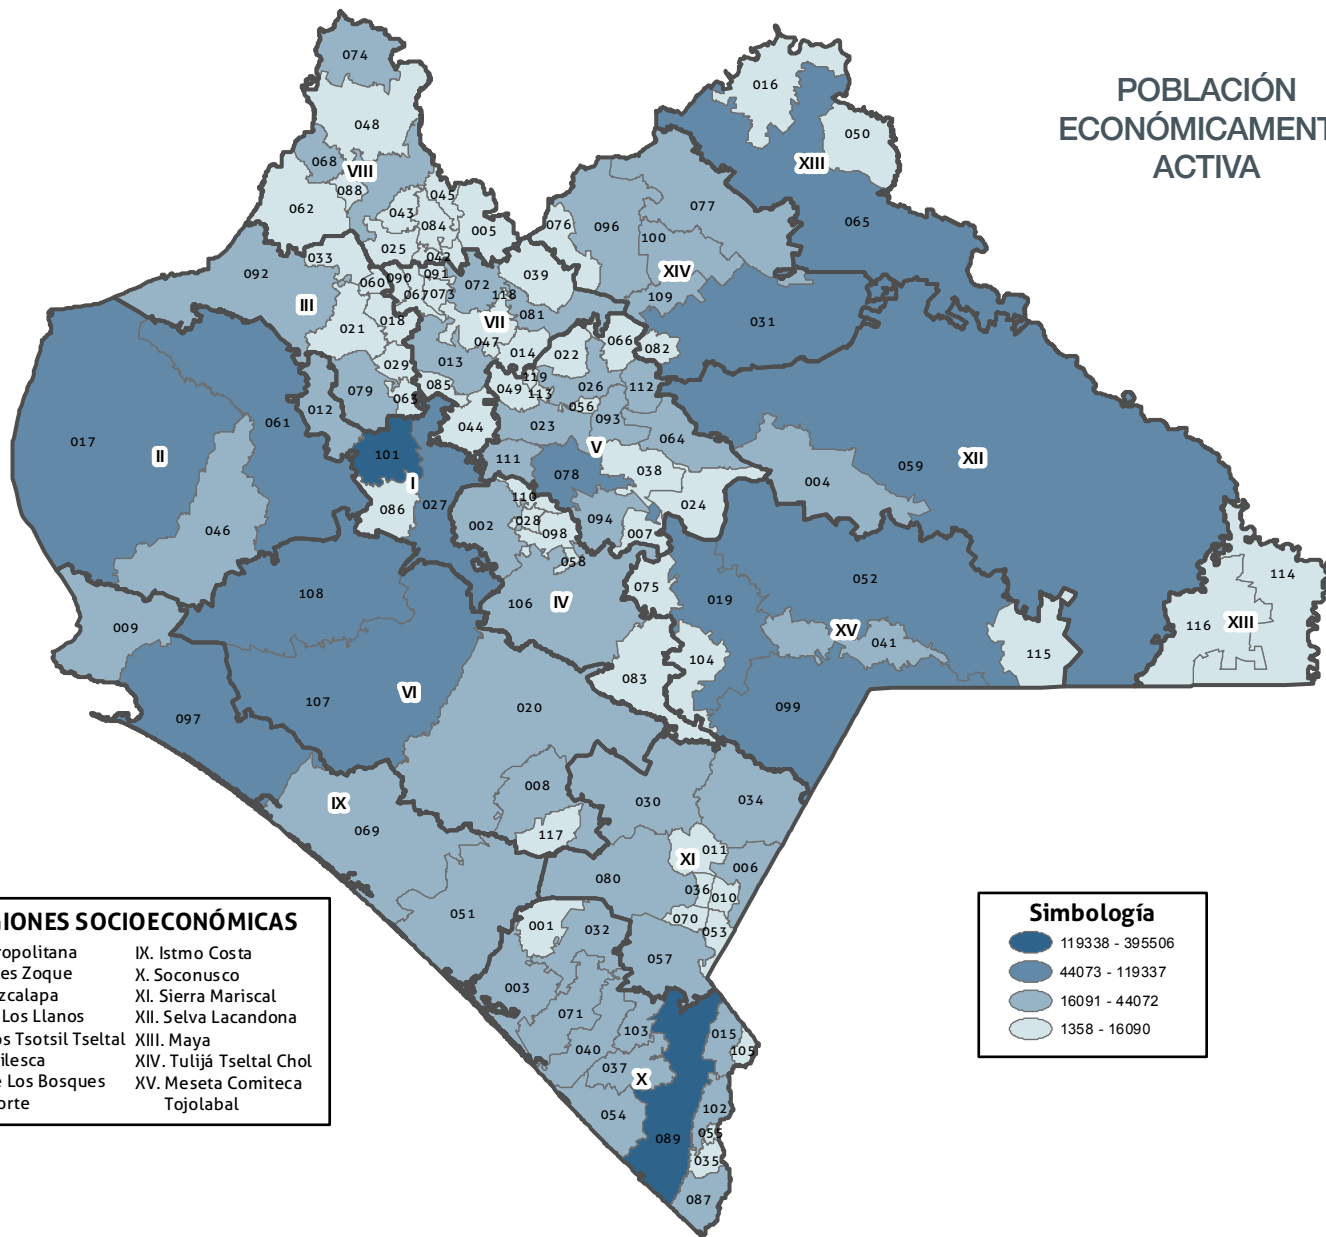 POBLACIÓN
ECONÓMICAMENT
ACTIVA
074
016
048
050
068
VIII
XIII
088
045
062
043
077
084
076
096
005
065
100
025
042
033
092
091
039
XIV
060
090
072
067
073
118
109
III
081
018
VII
031
021
047
066
014
022
082
029
013
119
026
112
085
079
049
113
063
056
012
093
061
023
044
064
017
V
101
II
111
038
XII
059
078
I
004
110
027
024
086
002
028
094
046
098
007
058
052
075
108
114
019
106
IV
XIII
116
009
XV
041
115
104
083
VI
107
099
020
097
008
034
030
IX
069
117
011
XI
006
080
036
010
051
070
001
032
053
057
003
071
103
015
040
105
037
X
102
054
055
089
035
087
GIONES SOCIOECONÓMICAS
ropolitana
IX. Istmo Costa
es Zoque
X. Soconusco
zcalapa
XI. Sierra Mariscal
Los Llanos
XII. Selva Lacandona
os Tsotsil Tseltal
XIII. Maya
ilesca
XIV. Tulijá Tseltal Chol
e Los Bosques
XV. Meseta Comiteca
orte
Tojolabal
Simbología
119338 - 395506
44073 - 119337
16091 - 44072
1358 - 16090